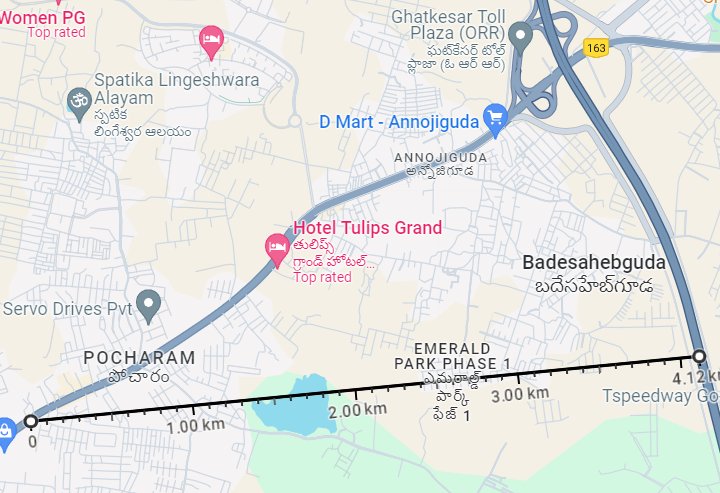 Women PG
Top rated
Ghatkesar Toll
Plaza (ORR)
ఘట్‌కేసర్ టోల్
ప్లాజా (ఓ ఆర్ ఆర్)
163
Spatika Lingeshwara
Alayam
స్పటిక
లింగేశ్వర ఆలయం
D Mart - Annojiguda
ANNOJIGUDA
అన్నోజిగూడ
Hotel Tulips Grand
తులిప్స్
గ్రాండ్ హోటల్...
Top rated
Badesahebguda
బదేసహేబ్‌గూడ
Servo Drives Pvt
POCHARAM
పోచారం
EMERALD
PARK PHASE 1
ఎమరాల్డ్
పార్క్
ఫేజ్ 1
0
1.00 km
2.00 km
3.00 km
4.12 k
Tspeedway Go